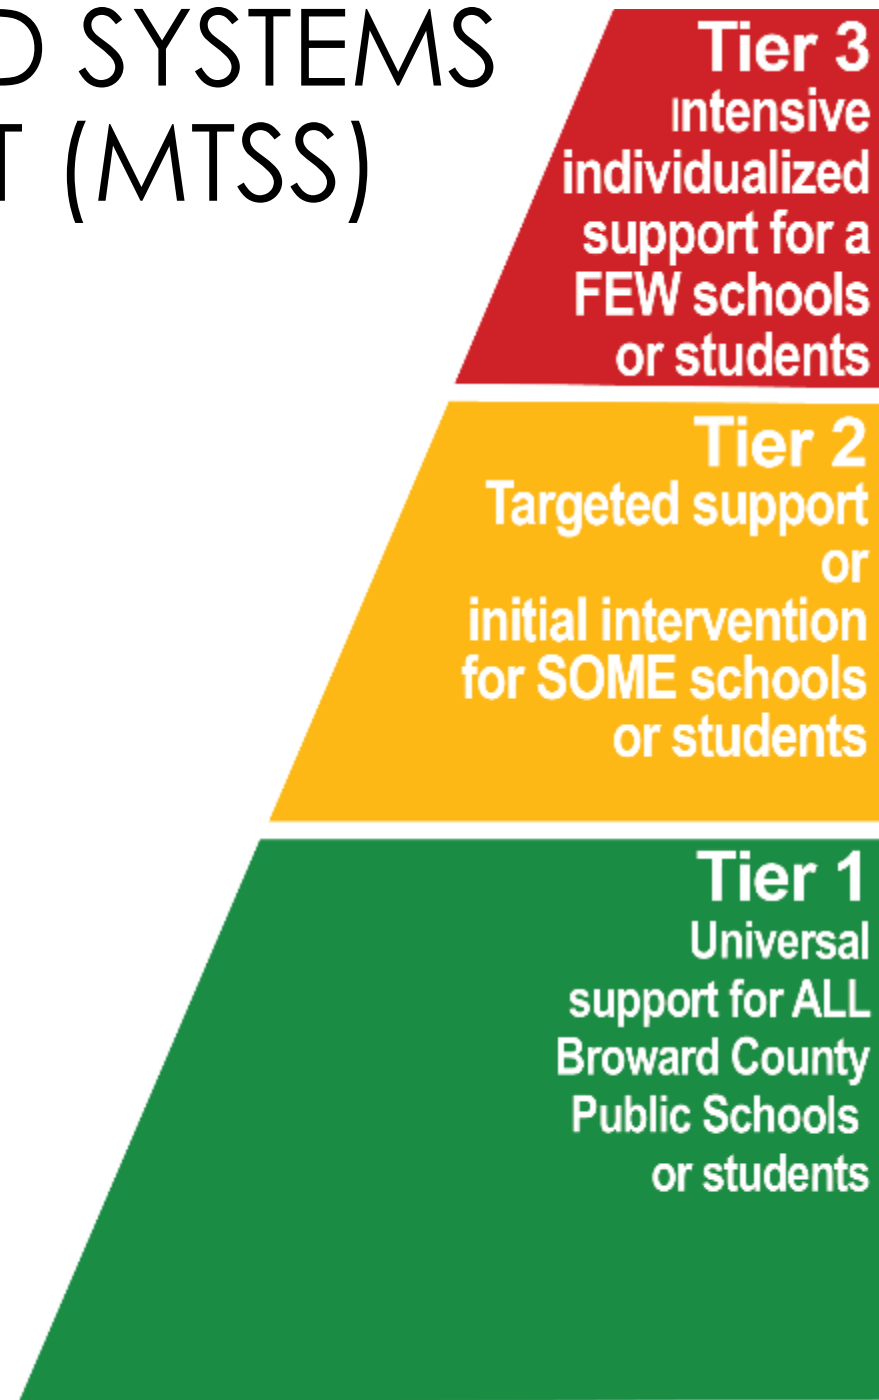 D SYSTEMS
T (MTSS)
Tier 3
Intensive
individualized
support for a
FEW schools
or students
Tier 2
Targeted support
or
initial intervention
for SOME schools
or students
Tier 1
Universal
support for ALL
Broward County
Public Schools
or students